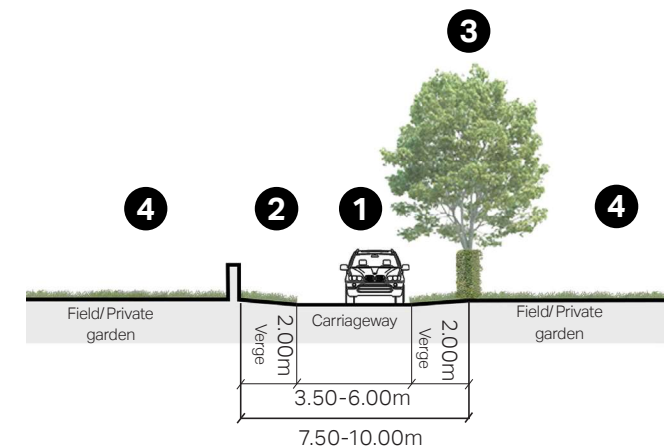 3
4
2
1
4
Field/Private
garden
2.00m
Verge
Carriageway
2.00m
Verge
Field/Private
garden
3.50-6.00m
7.50-10.00m